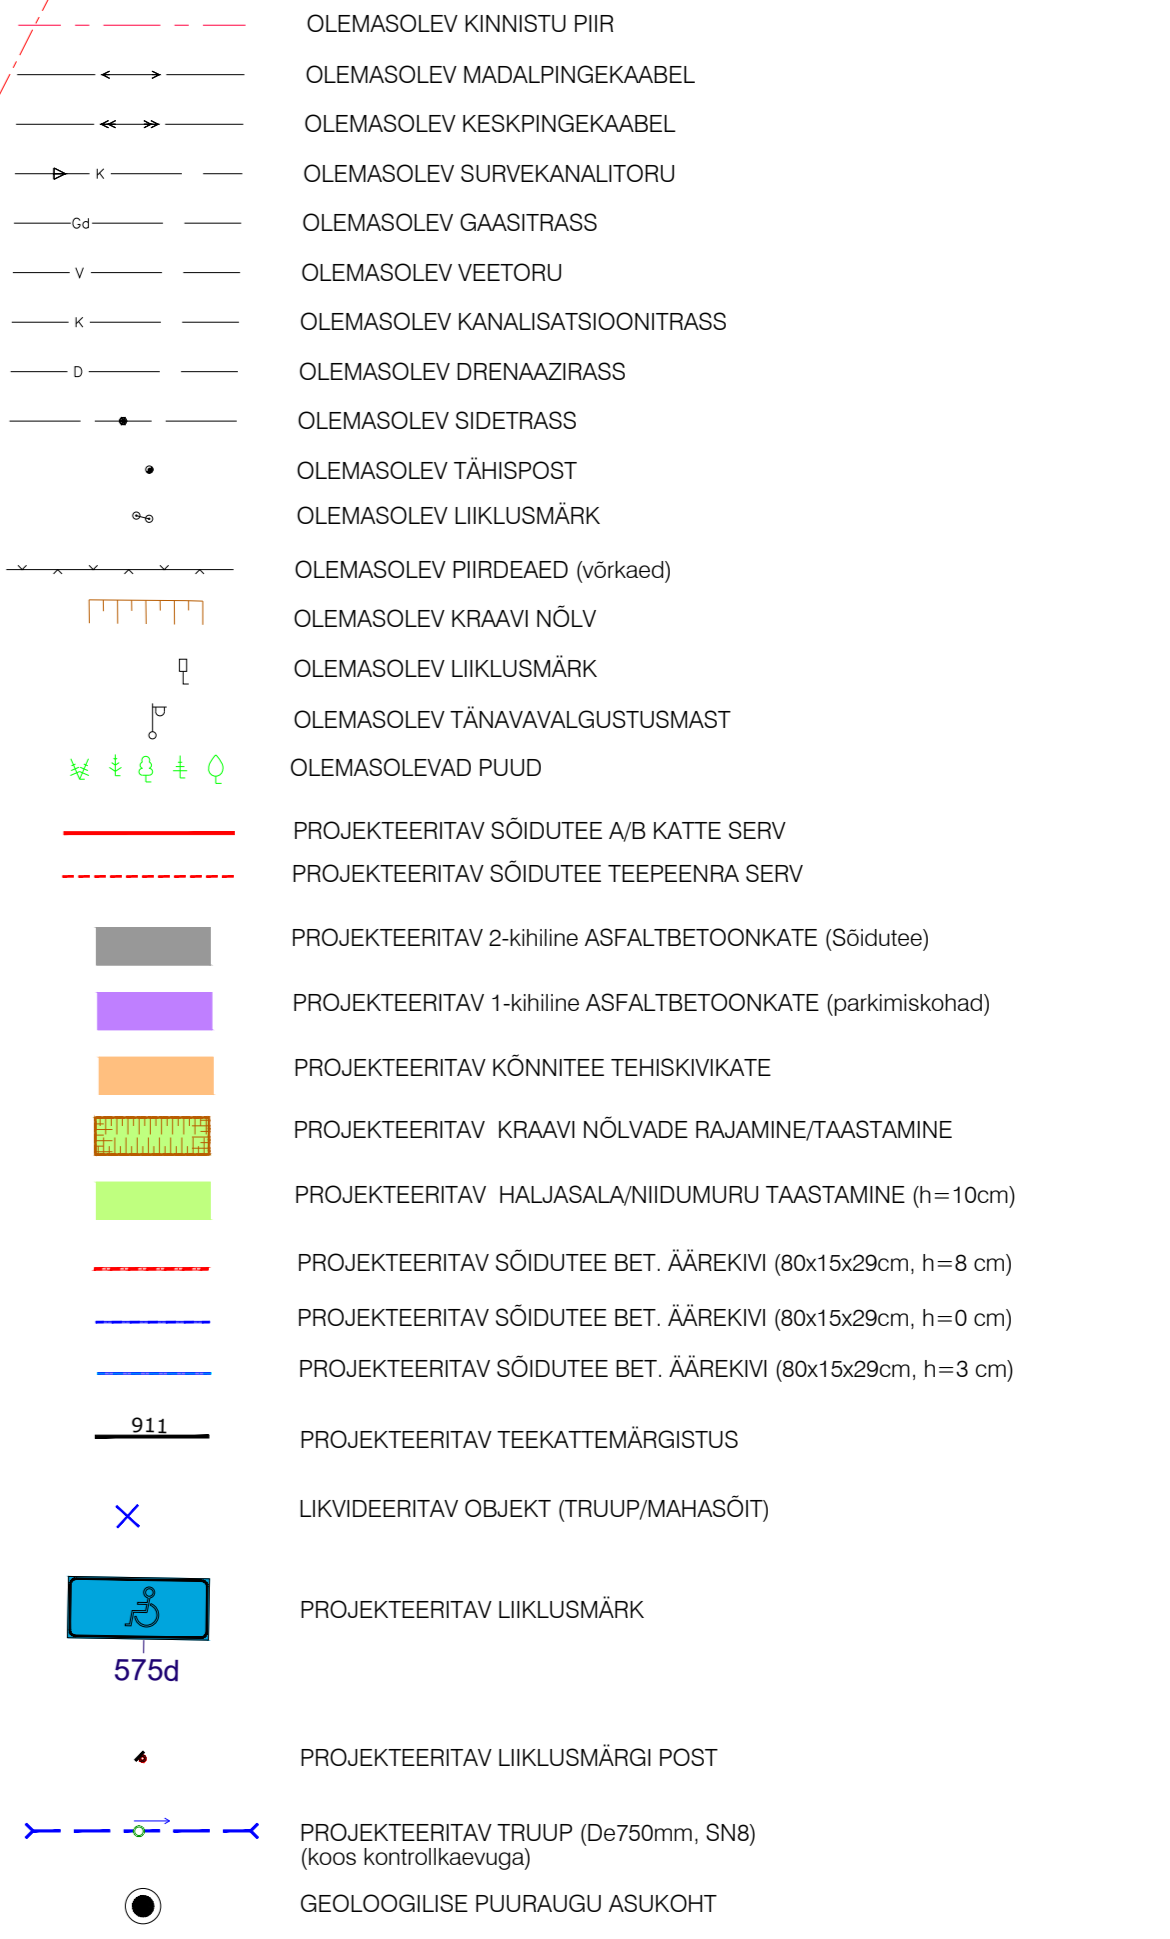 OLEMASOLEV KINNISTU PIIR
OLEMASOLEV MADALPINGEKAABEL
OLEMASOLEV KESKPINGEKAABEL
K OLEMASOLEV SURVEKANALITORU
Gd OLEMASOLEV GAASITRASS
V OLEMASOLEV VEETORU
K OLEMASOLEV KANALISATSIOONITRASS
D OLEMASOLEV DRENAAZIRASS
OLEMASOLEV SIDETRASS
OLEMASOLEV TÄHISPOST
OLEMASOLEV LIIKLUSMÄRK
OLEMASOLEV PIIRDEAED (võrkaed)
OLEMASOLEV KRAAVI NÕLV
OLEMASOLEV LIIKLUSMÄRK
OLEMASOLEV TÄNAVAVALGUSTUSMAST
OLEMASOLEVAD PUUD
PROJEKTEERITAV SÕIDUTEE A/B KATTE SERV
PROJEKTEERITAV SÕIDUTEE TEEPEENRA SERV
PROJEKTEERITAV 2-kihiline ASFALTBETOONKATE (Sõidutee)
PROJEKTEERITAV 1-kihiline ASFALTBETOONKATE (parkimiskohad)
PROJEKTEERITAV KÕNNITEE TEHISKIVIKATE
PROJEKTEERITAV KRAAVI NÕLVADE RAJAMINE/TAASTAMINE
PROJEKTEERITAV HALJASALA/NIIDUMURU TAASTAMINE (h=10cm)
PROJEKTEERITAV SÕIDUTEE BET. ÄÄREKIVI (80x15x29cm, h=8 cm)
PROJEKTEERITAV SÕIDUTEE BET. ÄÄREKIVI (80x15x29cm, h=0 cm)
PROJEKTEERITAV SÕIDUTEE BET. ÄÄREKIVI (80x15x29cm, h=3 cm)
911 PROJEKTEERITAV TEEKATTEMÄRGISTUS
LIKVIDEERITAV OBJEKT (TRUUP/MAHASÕIT)
PROJEKTEERITAV LIIKLUSMÄRK
575d
PROJEKTEERITAV LIIKLUSMÄRGI POST
PROJEKTEERITAV TRUUP (De750mm, SN8)
(koos kontrollkaevuga)
GEOLOOGILISE PUURAUGU ASUKOHT